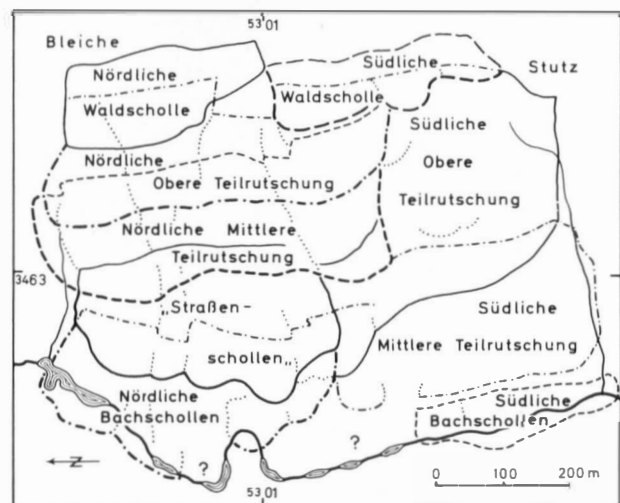 53 01
Bleiche
Nördliche
Waldscholle
Südliche
Waldscholle
Stutz
Nördliche
Obere Teilrutschung
Südliche
Obere
Teilrutschung
Nördliche Mittlere
Teilrutschung
3463
„Straßen-
schollen„
Südliche
Mittlere Teilrutschung
Nördliche
Bachschollen
Südliche
Bachschollen
?
?
N
0 100 200 m
53 01